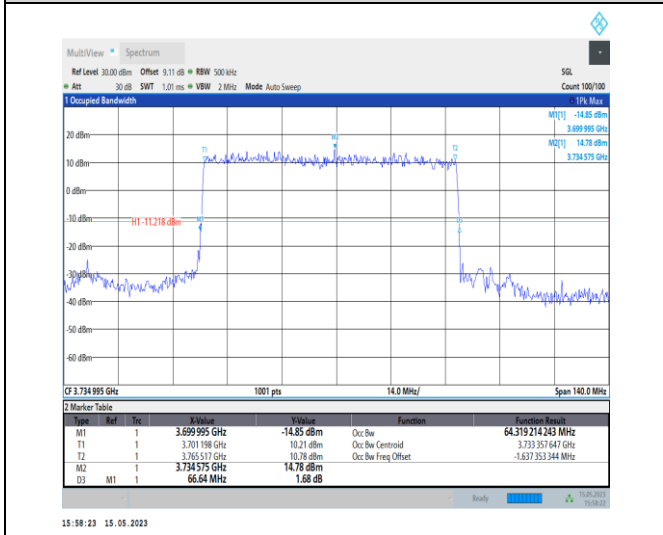 MultiView Spectrum
Ref Level 30.00 dBm Offset 9.11 dB RBW 500 kHz SGL
Att 30 dB SWT 1.01 ms VBW 2 MHz Mode Auto Sweep Count 100/100
1 Occupied Bandwidth 1Pk Max
M1[1] -14.85 dBm
3.699 995 GHz
M2[1] 14.78 dBm
3.734 575 GHz
20 dBm
M2
T1 T2
10 dBm
0 dBm
-10 dBm
H1 -11.218 dBm
-20 dBm
-30 dBm
-40 dBm
-50 dBm
-60 dBm
CF 3.734 995 GHz 1001 pts 14.0 MHz/ Span 140.0 MHz
2 Marker Table
Type Ref Trc X-Value Y-Value Function Function Result
M1 1 3.699 995 GHz -14.85 dBm Occ Bw 64.319 214 243 MHz
T1 1 3.701 198 GHz 10.21 dBm Occ Bw Centroid 3.733 357 647 GHz
T2 1 3.765 517 GHz 10.78 dBm Occ Bw Freq Offset -1.637 353 344 MHz
M2 1 3.734 575 GHz 14.78 dBm
D3 M1 1 66.64 MHz 1.68 dB
Ready 15.05.2023
15:58:22
15:58:23 15.05.2023